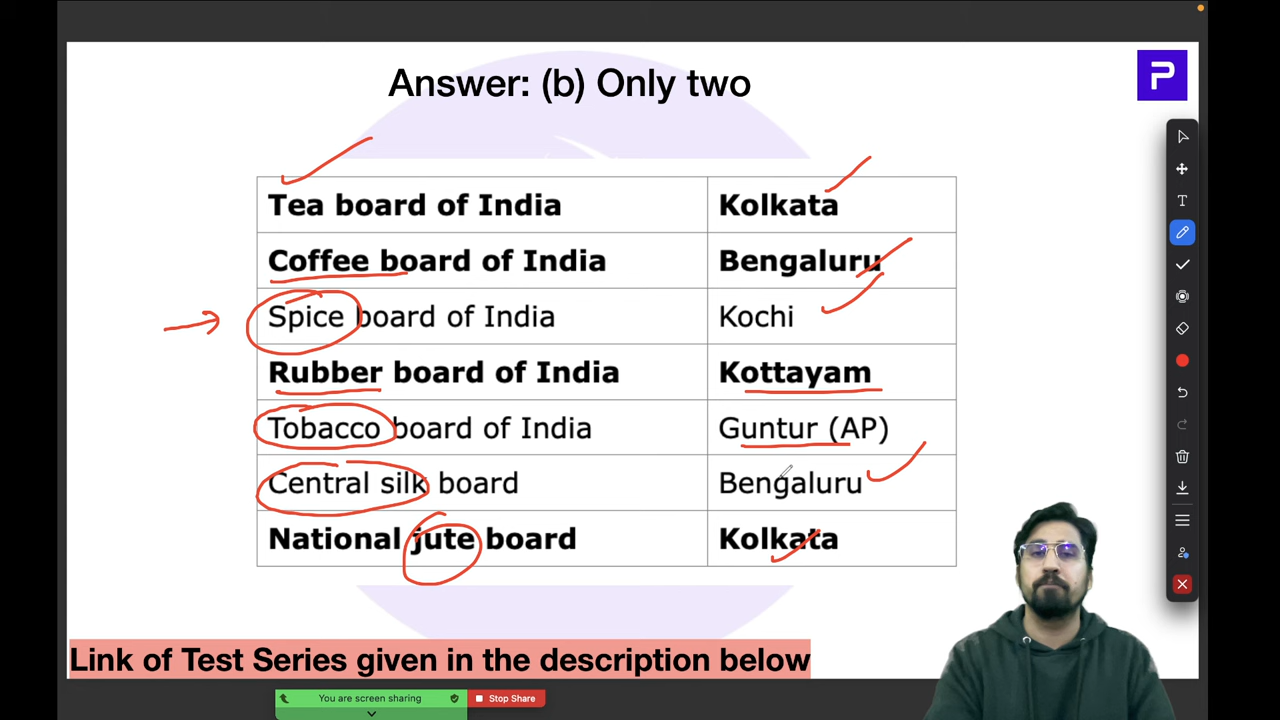 Answer: (b) Only two
P
Tea board of India Kolkata
Coffee board of India Bengaluru
Spice board of India Kochi
Rubber board of India Kottayam
Tobacco board of India Guntur (AP)
Central silk board Bengaluru
National jute board Kolkata
T
Link of Test Series given in the description below
You are screen sharing Stop Share